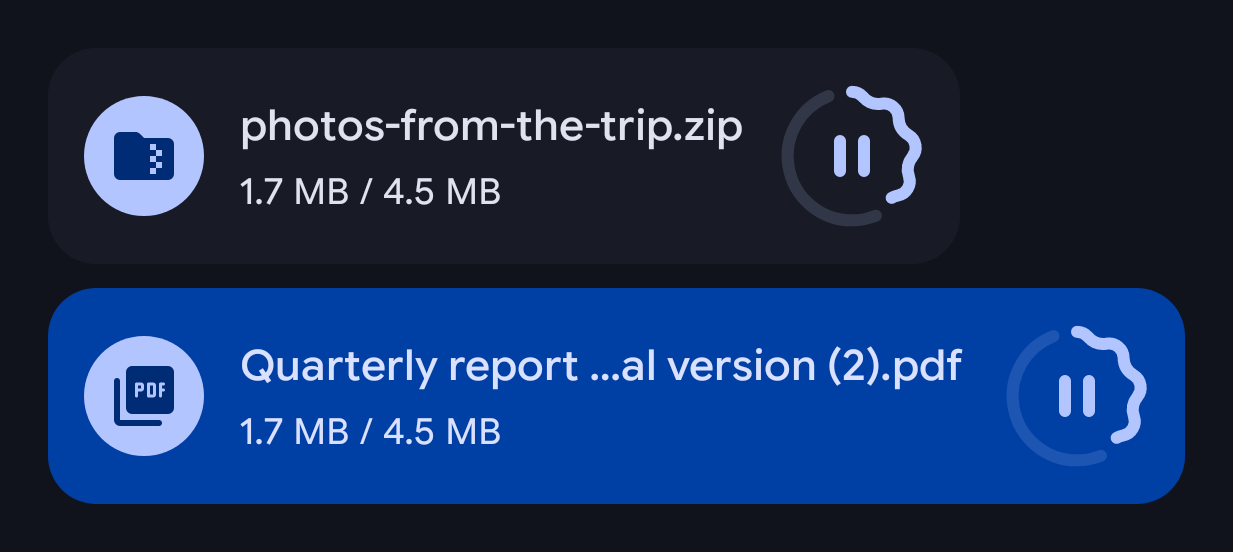 photos-from-the-trip.zip
1.7 MB / 4.5 MB
PDF
Quarterly report ...al version (2).pdf
1.7 MB / 4.5 MB